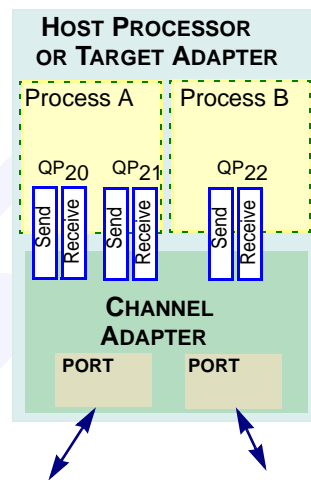 HOST PROCESSOR
OR TARGET ADAPTER
Process A Process B
QP20 QP21 QP22
Send Receive Send Receive Send Receive
CHANNEL
ADAPTER
PORT PORT